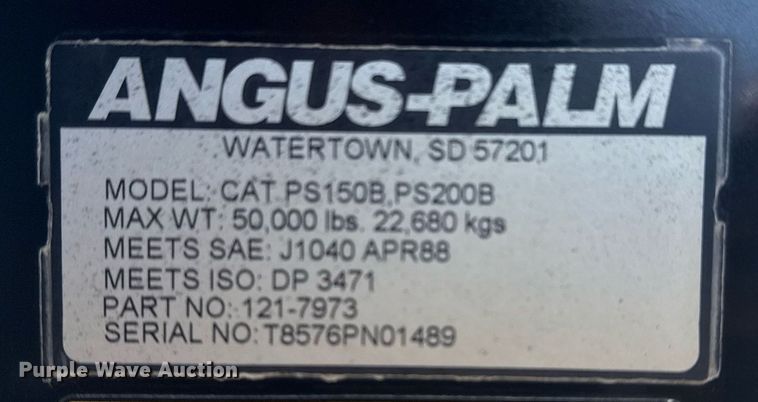 ANGUS-PALM
WATERTOWN, SD 57201
MODEL: CAT PS150B,PS200B
MAX WT: 50,000 lbs. 22,680 kgs
MEETS SAE: J1040 APR88
MEETS ISO: DP 3471
PART NO: 121-7973
SERIAL NO: T8576PN01489
Purple Wave Auction